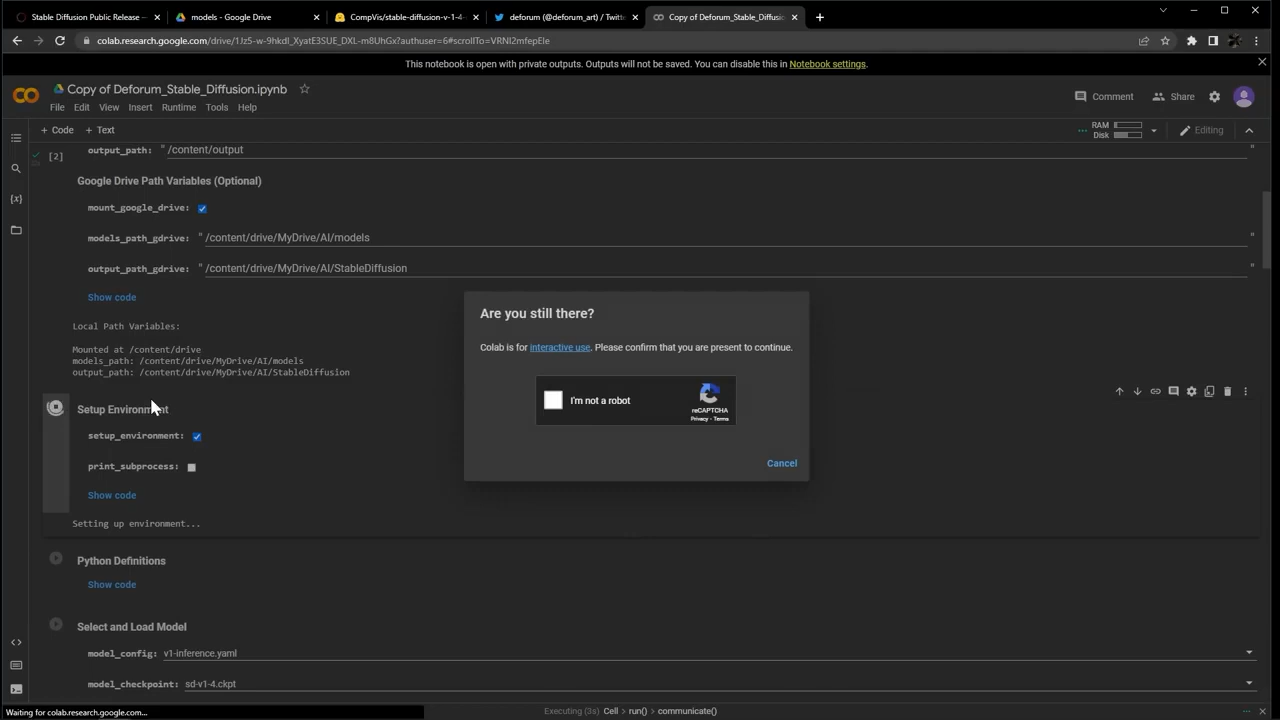 Stable Diffusion Public Release —
models - Google Drive
CompVis/stable-diffusion-v-1-4-
deforum (@deforum_art) / Twitte
Copy of Deforum_Stable_Diffusio
colab.research.google.com/drive/1Jz5-w-9hkdl_XyatE3SUE_DXL-m8UhGx?authuser=6#scrollTo=VRNl2mfepEle
This notebook is open with private outputs. Outputs will not be saved. You can disable this in Notebook settings.
Copy of Deforum_Stable_Diffusion.ipynb
File Edit View Insert Runtime Tools Help
Comment Share
+ Code + Text
RAM
Disk
Editing
[2]
output_path: "/content/output "
Google Drive Path Variables (Optional)
mount_google_drive:
models_path_gdrive: "/content/drive/MyDrive/AI/models "
output_path_gdrive: "/content/drive/MyDrive/AI/StableDiffusion "
Show code
Local Path Variables:
Mounted at /content/drive
models_path: /content/drive/MyDrive/AI/models
output_path: /content/drive/MyDrive/AI/StableDiffusion
Are you still there?
Colab is for interactive use. Please confirm that you are present to continue.
I'm not a robot
reCAPTCHA
Privacy - Terms
Cancel
Setup Environment
setup_environment:
print_subprocess:
Show code
Setting up environment...
Python Definitions
Show code
Select and Load Model
model_config: v1-inference.yaml
model_checkpoint: sd-v1-4.ckpt
Waiting for colab.research.google.com...
Executing (3s) Cell > run() > communicate()